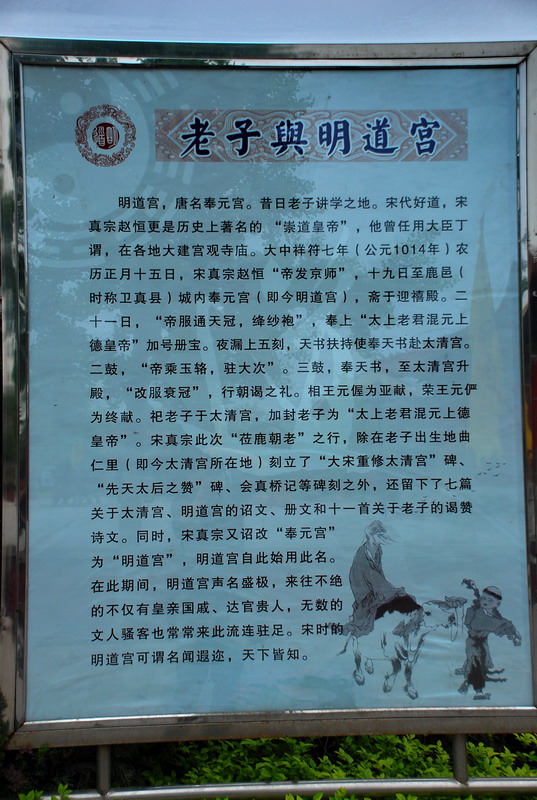 老子與明道宫
明道宫，唐名奉元宫。昔日老子讲学之地。宋代好道，宋
真宗赵恒更是历史上著名的“崇道皇帝”，他曾任用大臣丁
谓，在各地大建宫观寺庙。大中祥符七年（公元1014年）农
历正月十五日，宋真宗赵恒“帝发京师”，十九日至鹿邑（
时称卫真县）城内奉元宫（即今明道宫），斋于迎禧殿。二
十一日，“帝服通天冠，绛纱袍”，奉上“太上老君混元上
德皇帝”加号册宝。夜漏上五刻，天书扶持使奉天书赴太清宫。
二鼓，“帝乘玉辂，驻大次”。三鼓，奉天书，至太清宫升
殿，“改服衮冠”，行朝谒之礼。相王元偓为亚献，荣王元俨
为终献。祀老子于太清宫，加封老子为“太上老君混元上德
皇帝”。宋真宗此次“莅鹿朝老”之行，除在老子出生地曲
仁里（即今太清宫所在地）刻立了“大宋重修太清宫”碑、
“先天太后之赞”碑、会真桥记等碑刻之外，还留下了七篇
关于太清宫、明道宫的诏文、册文和十一首关于老子的谒赞
诗文。同时，宋真宗又诏改“奉元宫”
为“明道宫”，明道宫自此始用此名。
在此期间，明道宫声名盛极，来往不绝
的不仅有皇亲国戚、达官贵人，无数的
文人骚客也常常来此流连驻足。宋时的
明道宫可谓名闻遐迩，天下皆知。